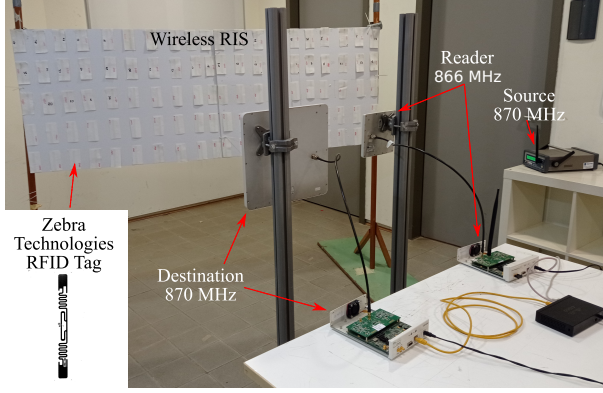 Wireless RIS
Reader
866 MHz
Source
870 MHz
Zebra
Technologies
RFID Tag
Destination
870 MHz